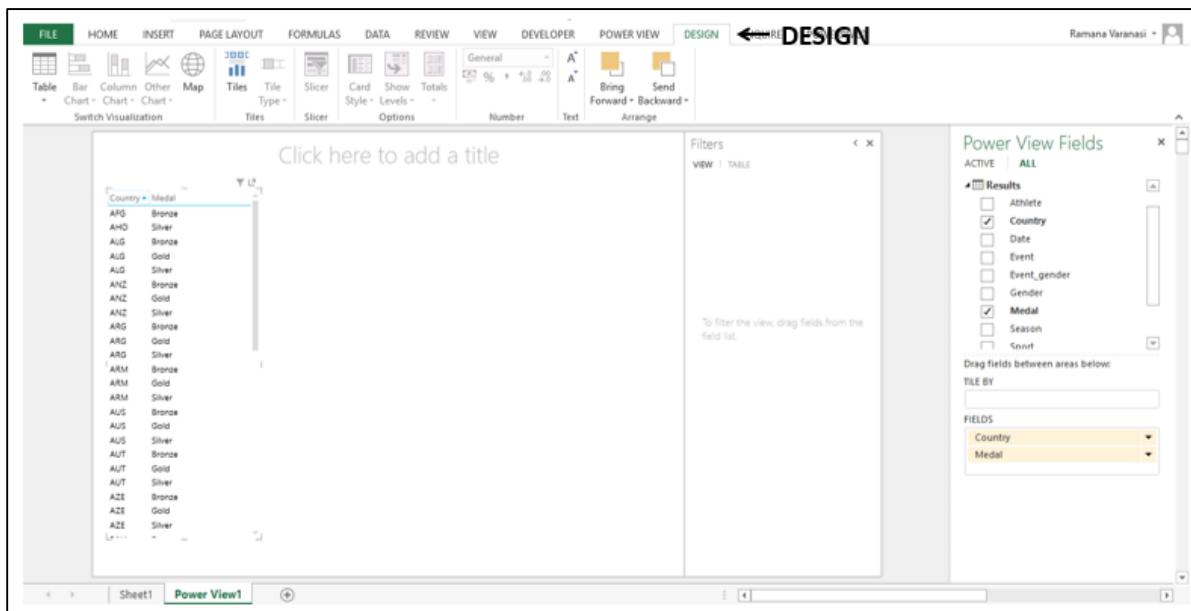 FILE HOME INSERT PAGE LAYOUT FORMULAS DATA REVIEW VIEW DEVELOPER POWER VIEW DESIGN DESIGN Ramana Varanasi
General
Table Bar Column Other Map Tiles Tile Slicer Card Show Totals Bring Send
Chart Chart Chart Type Style Levels Forward Backward
Switch Visualization Tiles Slicer Options Number Text Arrange
Click here to add a title
Country Medal
AFG Bronze
AHO Silver
ALG Bronze
ALG Gold
ALG Silver
ANZ Bronze
ANZ Gold
ANZ Silver
ARG Bronze
ARG Gold
ARG Silver
ARM Bronze
ARM Gold
ARM Silver
AUS Bronze
AUS Gold
AUS Silver
AUT Bronze
AUT Gold
AUT Silver
AZE Bronze
AZE Gold
AZE Silver
Filters
VIEW TABLE
To filter the view, drag fields from the
field list.
Power View Fields
ACTIVE ALL
Results
Athlete
Country
Date
Event
Event_gender
Gender
Medal
Season
Sport
Drag fields between areas below:
TILE BY
FIELDS
Country
Medal
Sheet1 Power View1